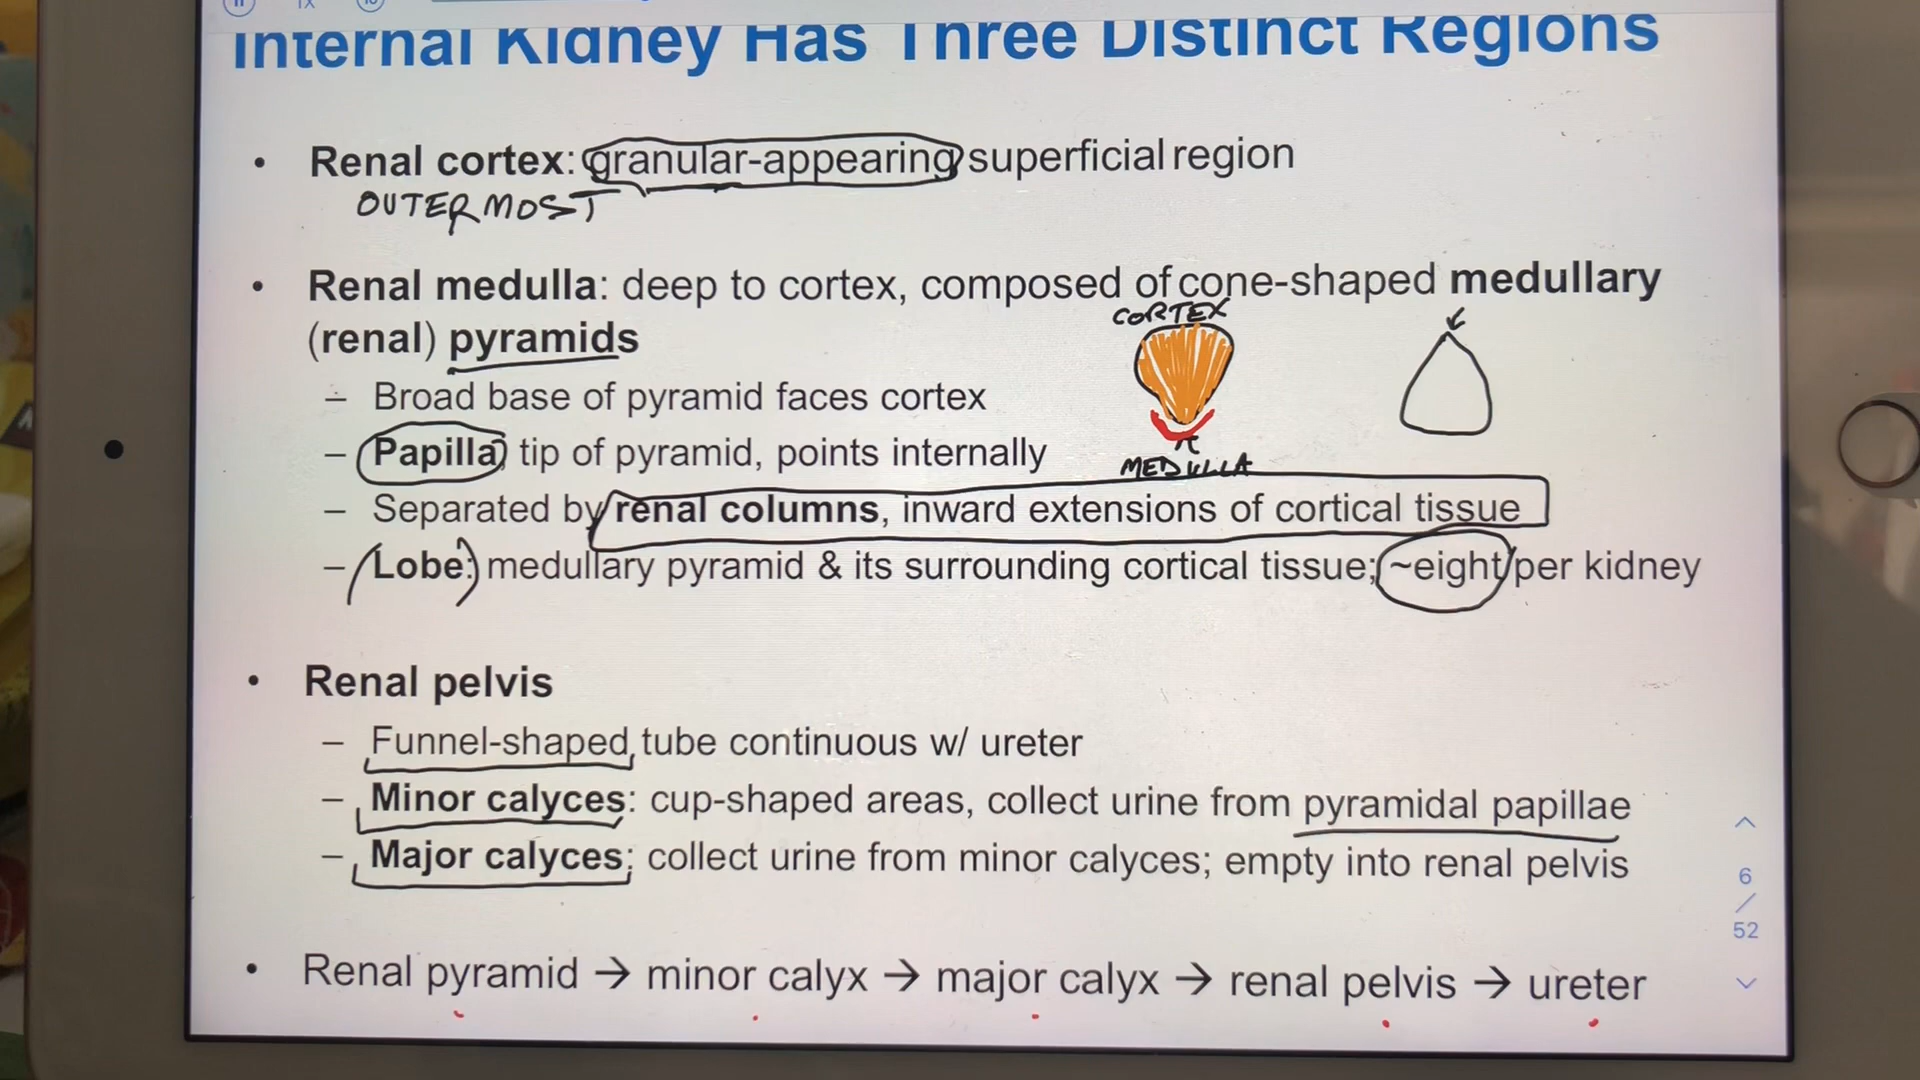 Internal Kidney Has Three Distinct Regions
• Renal cortex: granular-appearing superficial region
OUTERMOST
• Renal medulla: deep to cortex, composed of cone-shaped medullary
(renal) pyramids
CORTEX
– Broad base of pyramid faces cortex
– Papilla, tip of pyramid, points internally
MEDULLA
– Separated by renal columns, inward extensions of cortical tissue
– Lobe: medullary pyramid & its surrounding cortical tissue; ~eight per kidney
• Renal pelvis
– Funnel-shaped tube continuous w/ ureter
– Minor calyces: cup-shaped areas, collect urine from pyramidal papillae
– Major calyces: collect urine from minor calyces; empty into renal pelvis
6
/
52
• Renal pyramid → minor calyx → major calyx → renal pelvis → ureter